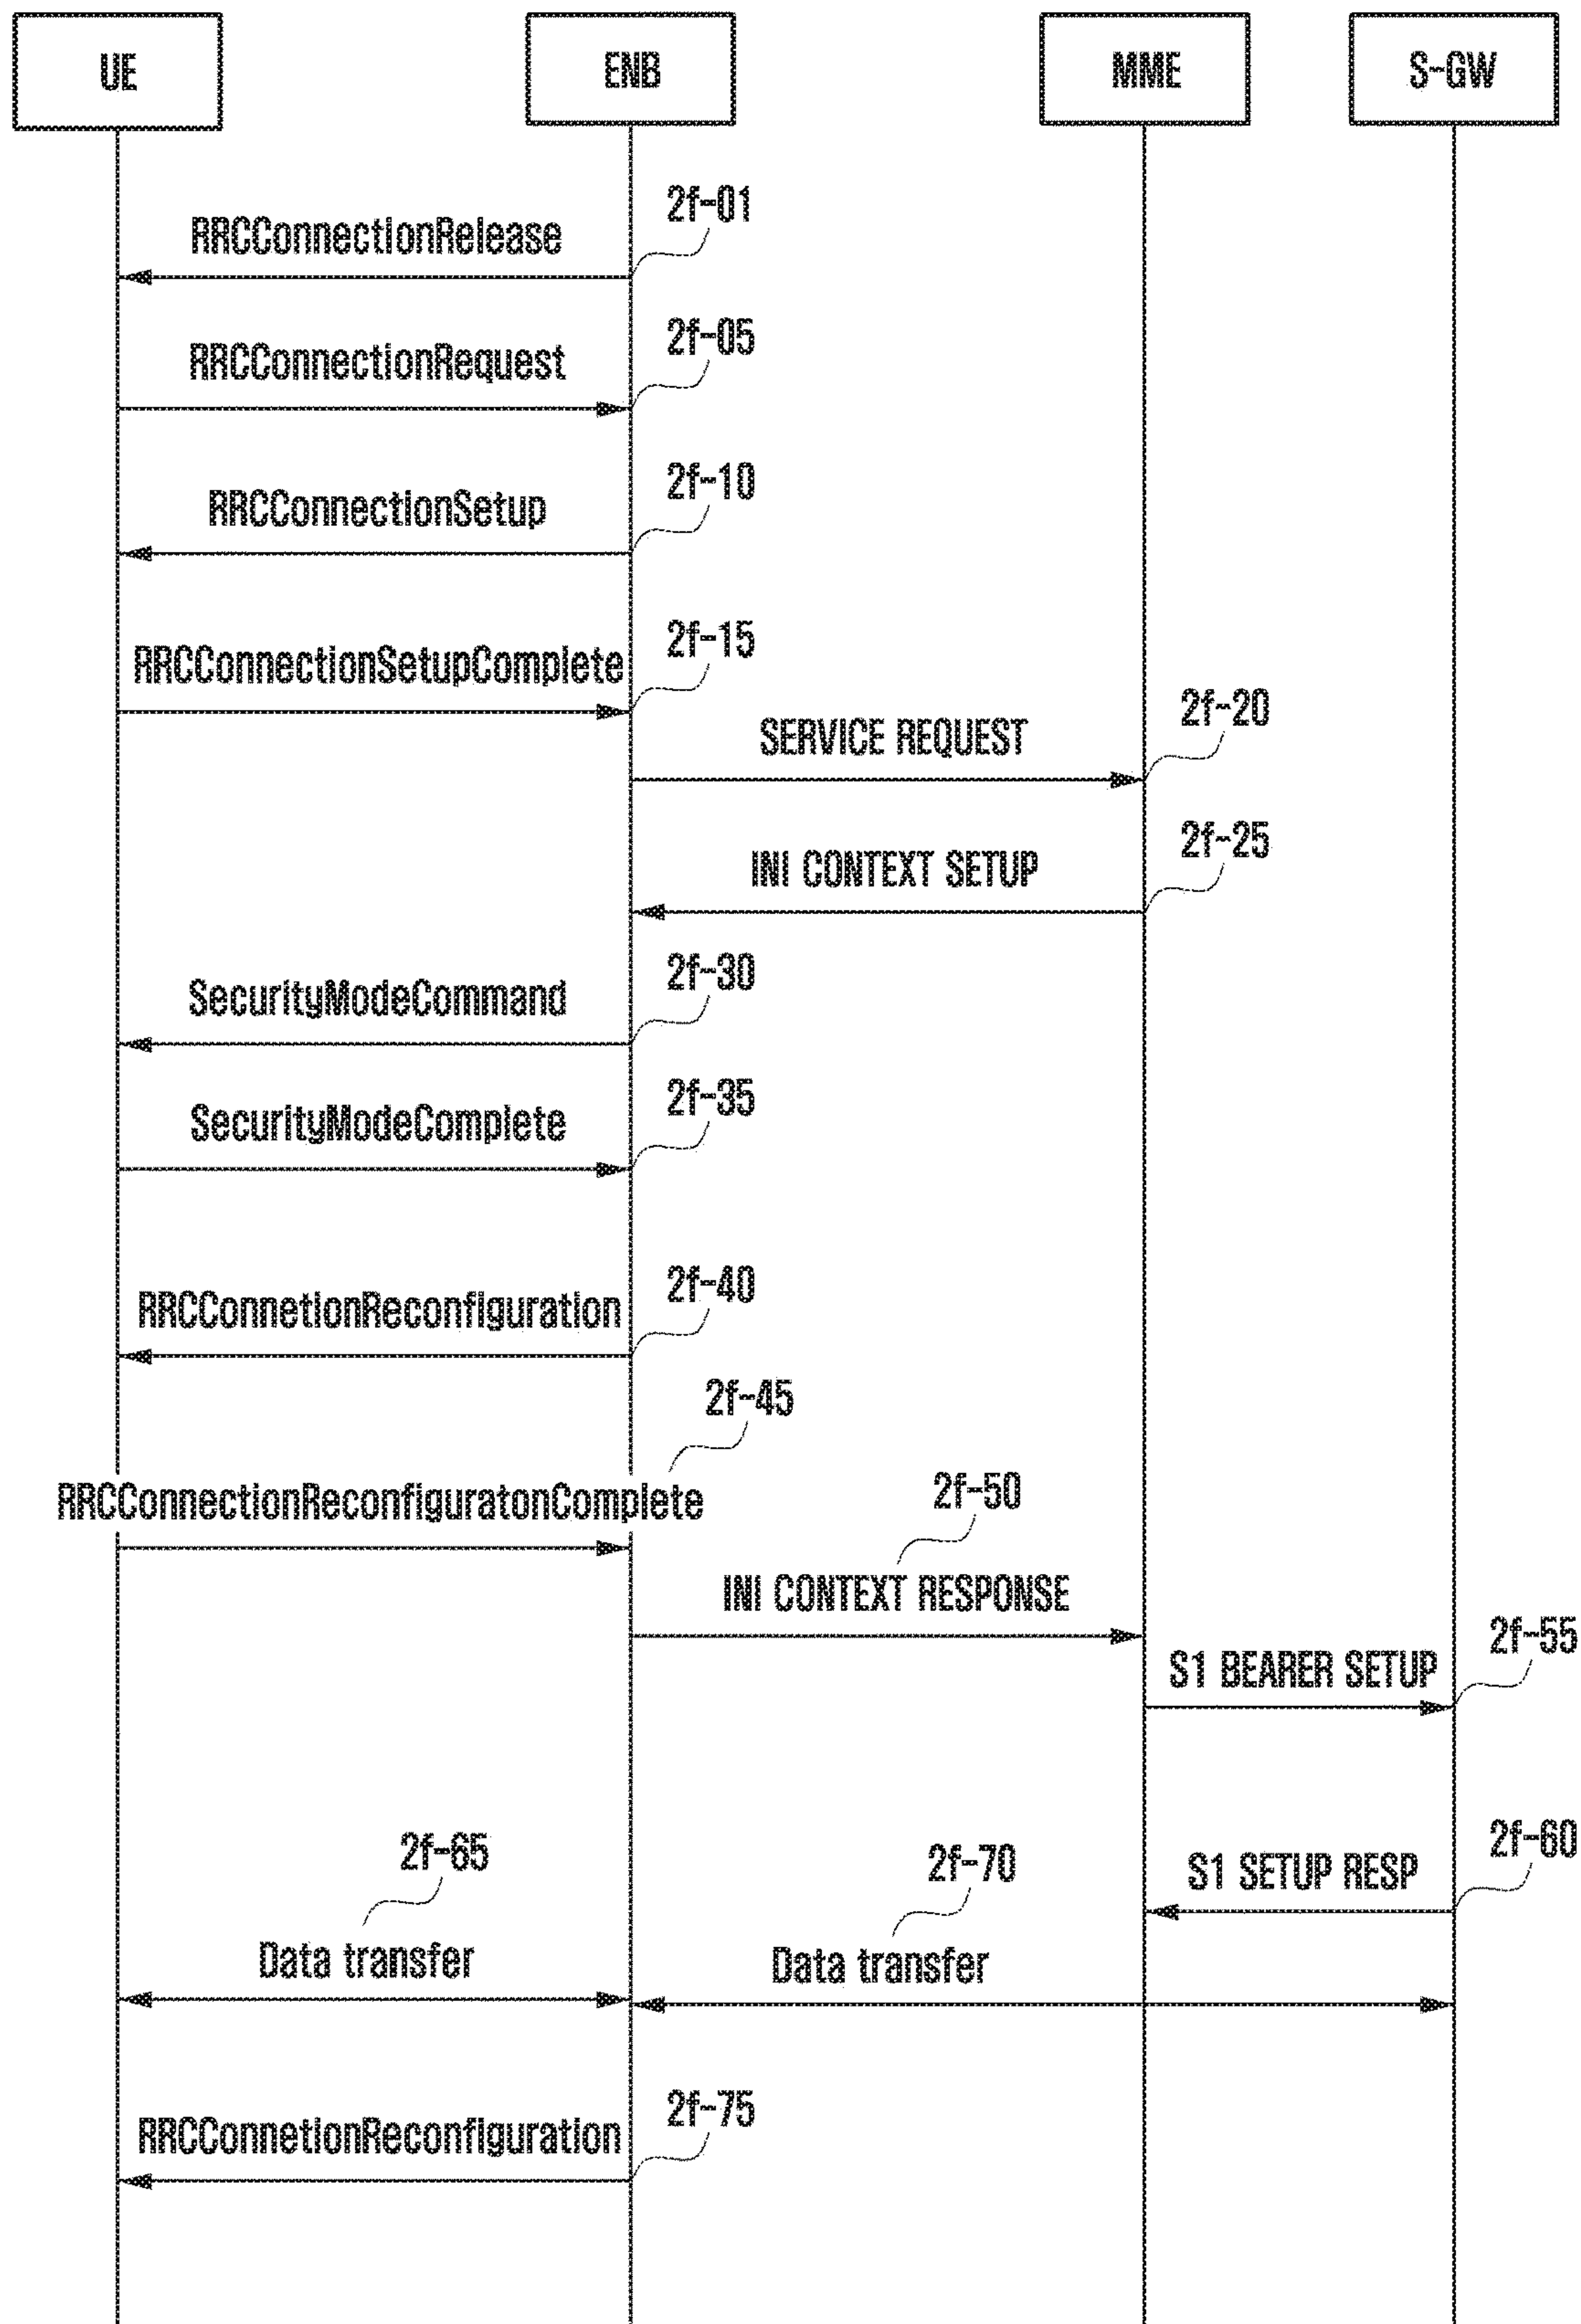 UE
ENB
MME
S-GW
2f-01
RRCConnectionRelease
2f-05
RRCConnectionRequest
2f-10
RRCConnectionSetup
2f-15
RRCConnectionSetupComplete
2f-20
SERVICE REQUEST
2f-25
INI CONTEXT SETUP
2f-30
SecurityModeCommand
2f-35
SecurityModeComplete
2f-40
RRCConnetionReconfiguration
2f-45
RRCConnectionReconfiguratonComplete
2f-50
INI CONTEXT RESPONSE
2f-55
S1 BEARER SETUP
2f-60
S1 SETUP RESP
2f-65
Data transfer
2f-70
Data transfer
2f-75
RRCConnetionReconfiguration